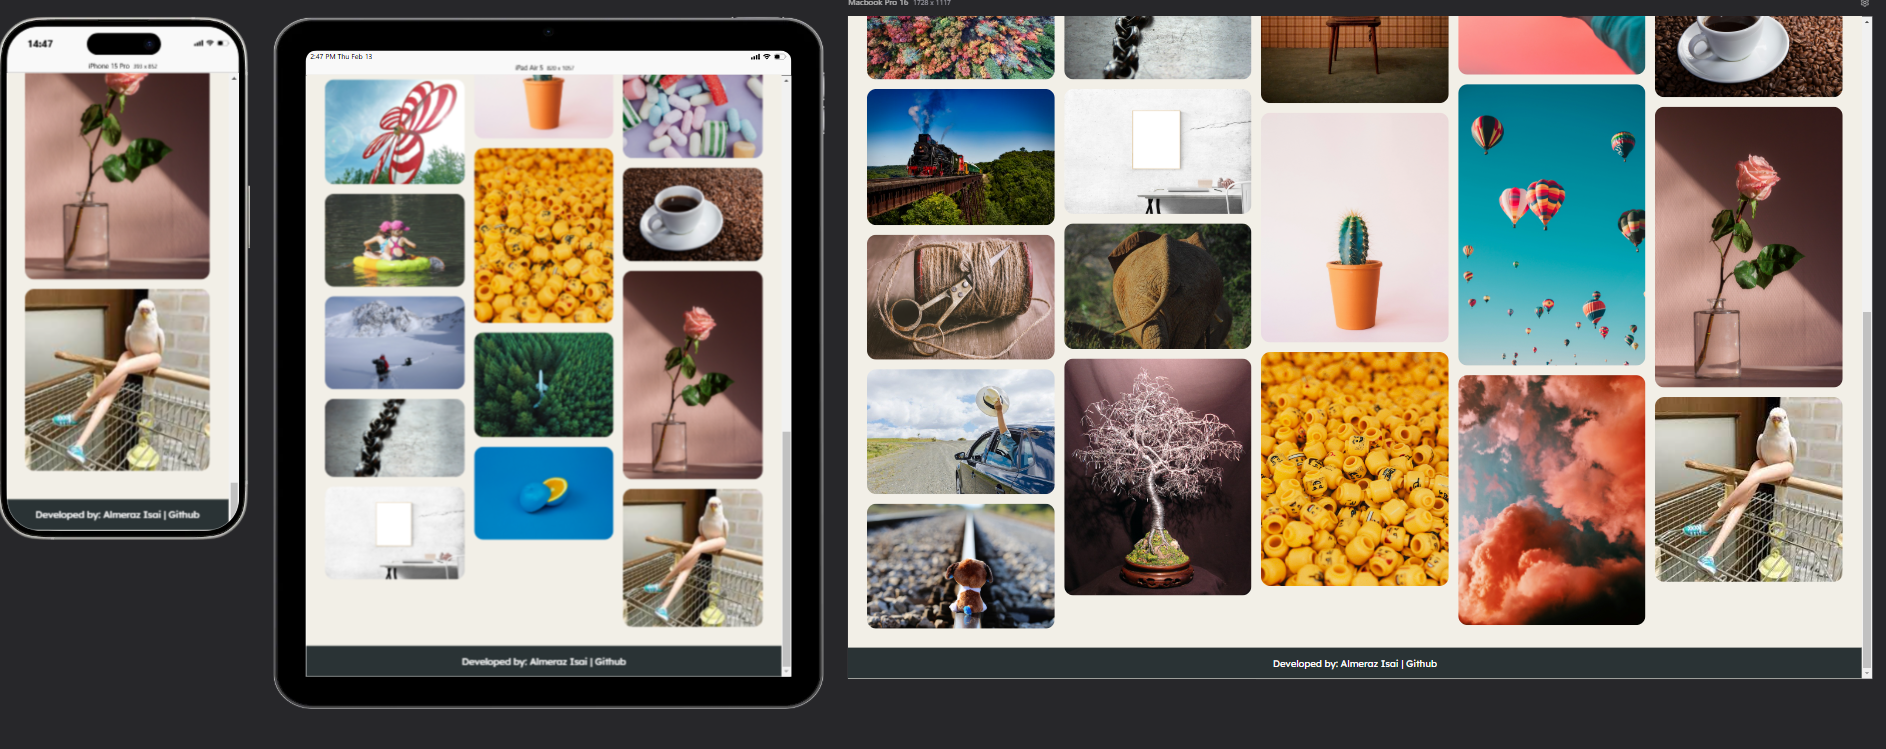 Macbook Pro 16 1728 x 1117
14:47
iPhone 15 Pro 393 x 852
Developed by: Almeraz Isai | Github
2:47 PM Thu Feb 13
iPad Air 5 820 x 1057
Developed by: Almeraz Isai | Github
Developed by: Almeraz Isai | Github